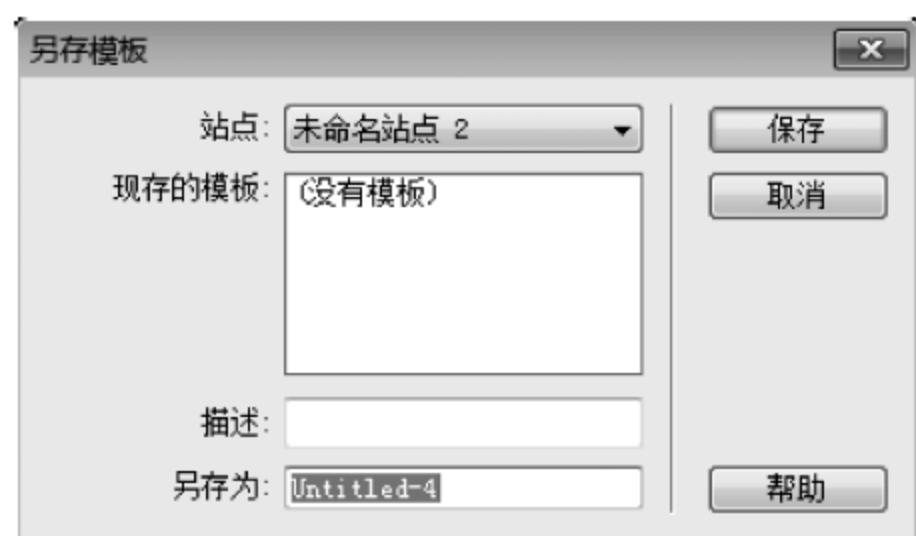 另存模板
站点: 未命名站点 2
保存
现存的模板: (没有模板)
取消
描述:
另存为: Untitled-4
帮助